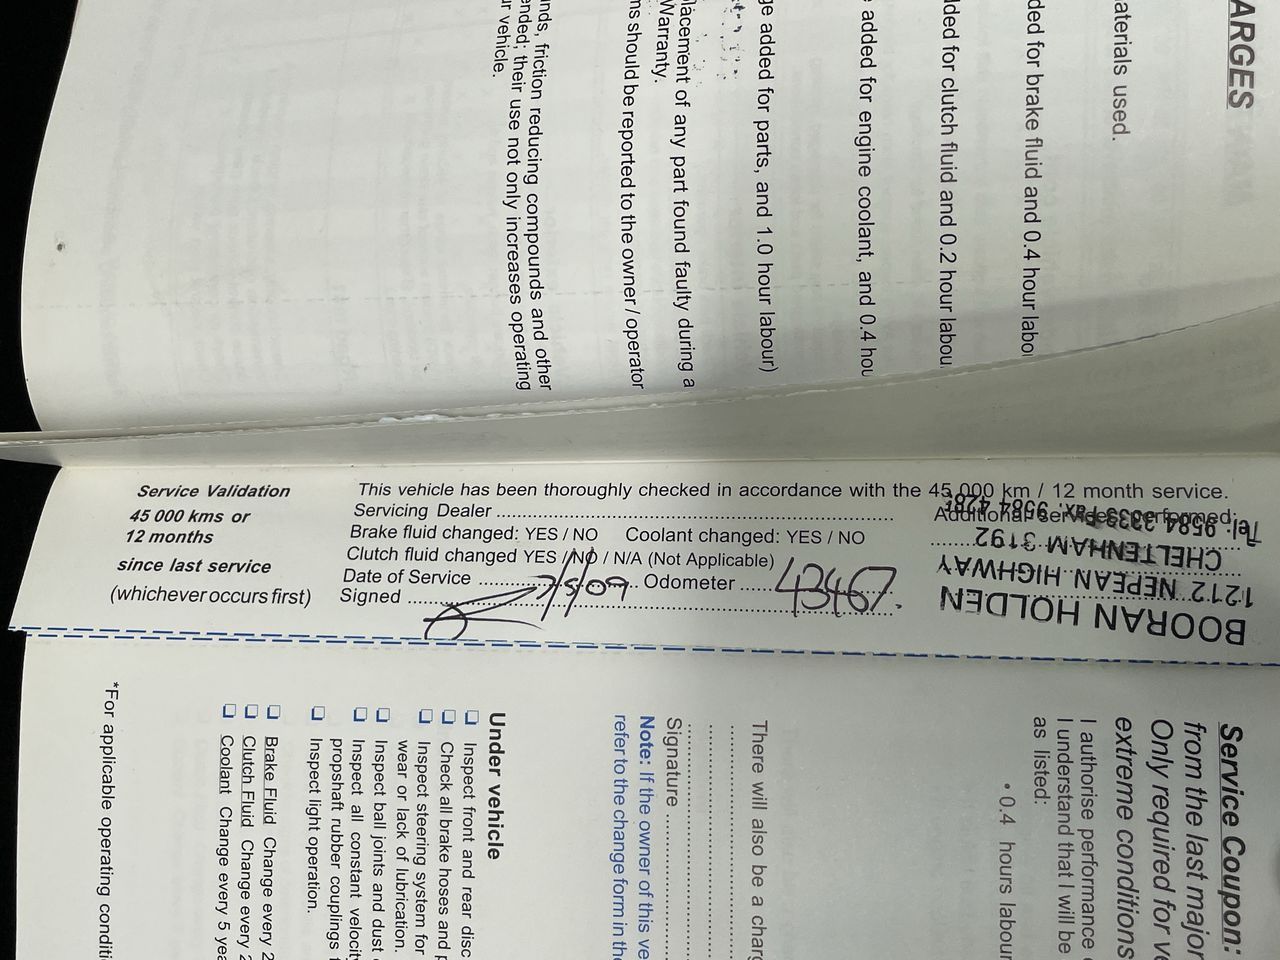 ARGES
aterials used.
ded for brake fluid and 0.4 hour labo
ded for clutch fluid and 0.2 hour labou
added for engine coolant, and 0.4 hou
ge added for parts, and 1.0 hour labour)
lacement of any part found faulty during a
Warranty.
ms should be reported to the owner / operator
nds, friction reducing compounds and other
ended; their use not only increases operating
ur vehicle.
Service Validation
45 000 kms or
12 months
since last service
(whichever occurs first)
This vehicle has been thoroughly checked in accordance with the 45 000 km / 12 month service.
Servicing Dealer
Additional services performed:
Brake fluid changed: YES / NO Coolant changed: YES / NO
Clutch fluid changed YES / NO / N/A (Not Applicable)
Date of Service 7/5/09 Odometer 43467.
Signed
BOORAN HOLDEN
1212 NEPEAN HIGHWAY
CHELTENHAM 3192
Tel: 9584 3333 Fax: 9584 4281
Service Coupon:
from the last major
Only required for ve
extreme conditions
I authorise performance
I understand that I will be
as listed:
• 0.4 hours labour
There will also be a charg
Signature
Note: If the owner of this ve
refer to the change form in the
Under vehicle
Inspect front and rear disc
Check all brake hoses and p
Inspect steering system for
wear or lack of lubrication.
Inspect ball joints and dust
Inspect all constant velocity
propshaft rubber couplings f
Inspect light operation.
Brake Fluid Change every 2
Clutch Fluid Change every 2
Coolant Change every 5 yea
*For applicable operating conditi